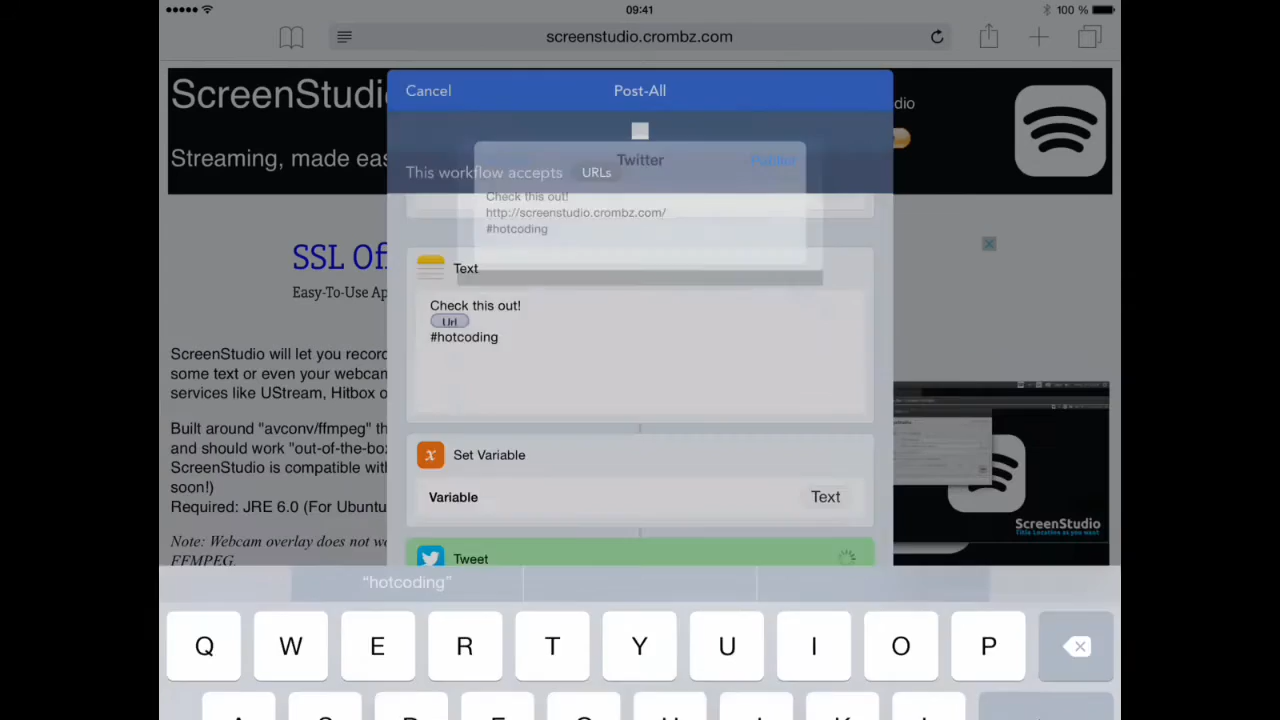 09:41
100 %
screenstudio.crombz.com
ScreenStudi
Streaming, made eas
dio
Cancel
Post-All
Twitter
This workflow accepts
URLs
Check this out!
http://screenstudio.crombz.com/
#hotcoding
SSL Of
Easy-To-Use Ap
Text
Check this out!
Url
#hotcoding
ScreenStudio will let you record
some text or even your webcam
services like UStream, Hitbox o
Built around "avconv/ffmpeg" th
and should work "out-of-the-box
ScreenStudio is compatible with
soon!)
Required: JRE 6.0 (For Ubuntu
Note: Webcam overlay does not w
FFMPEG.
Set Variable
Variable
Text
ScreenStudio
Tweet
“hotcoding”
Q W E R T Y U I O P